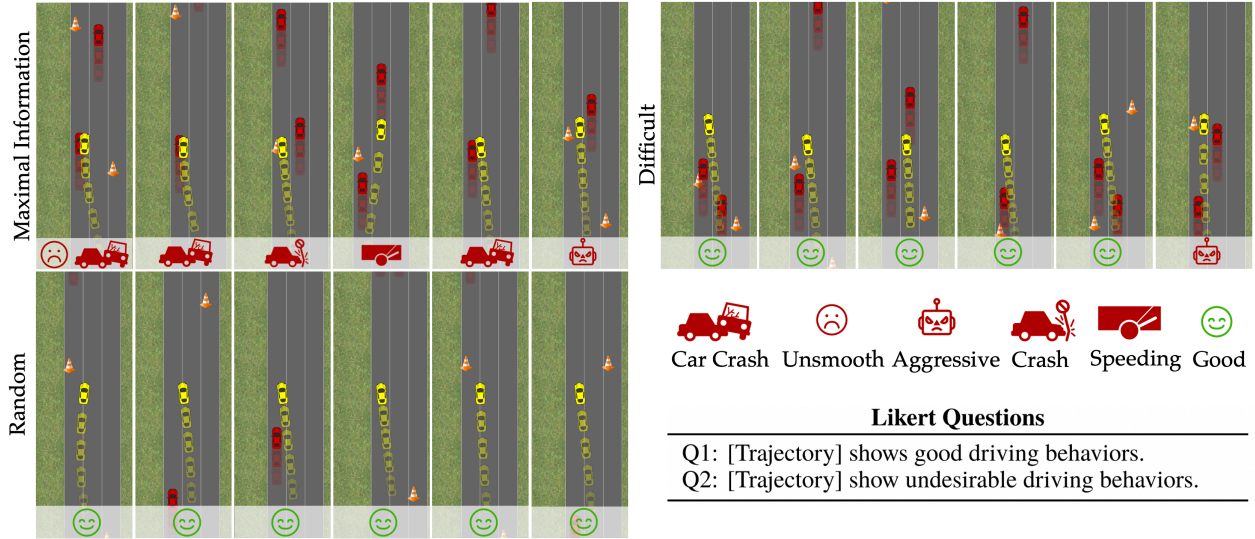 Maximal Information
Difficult
Random
Car Crash
Unsmooth
Aggressive
Crash
Speeding
Good
Likert Questions
Q1: [Trajectory] shows good driving behaviors.
Q2: [Trajectory] show undesirable driving behaviors.